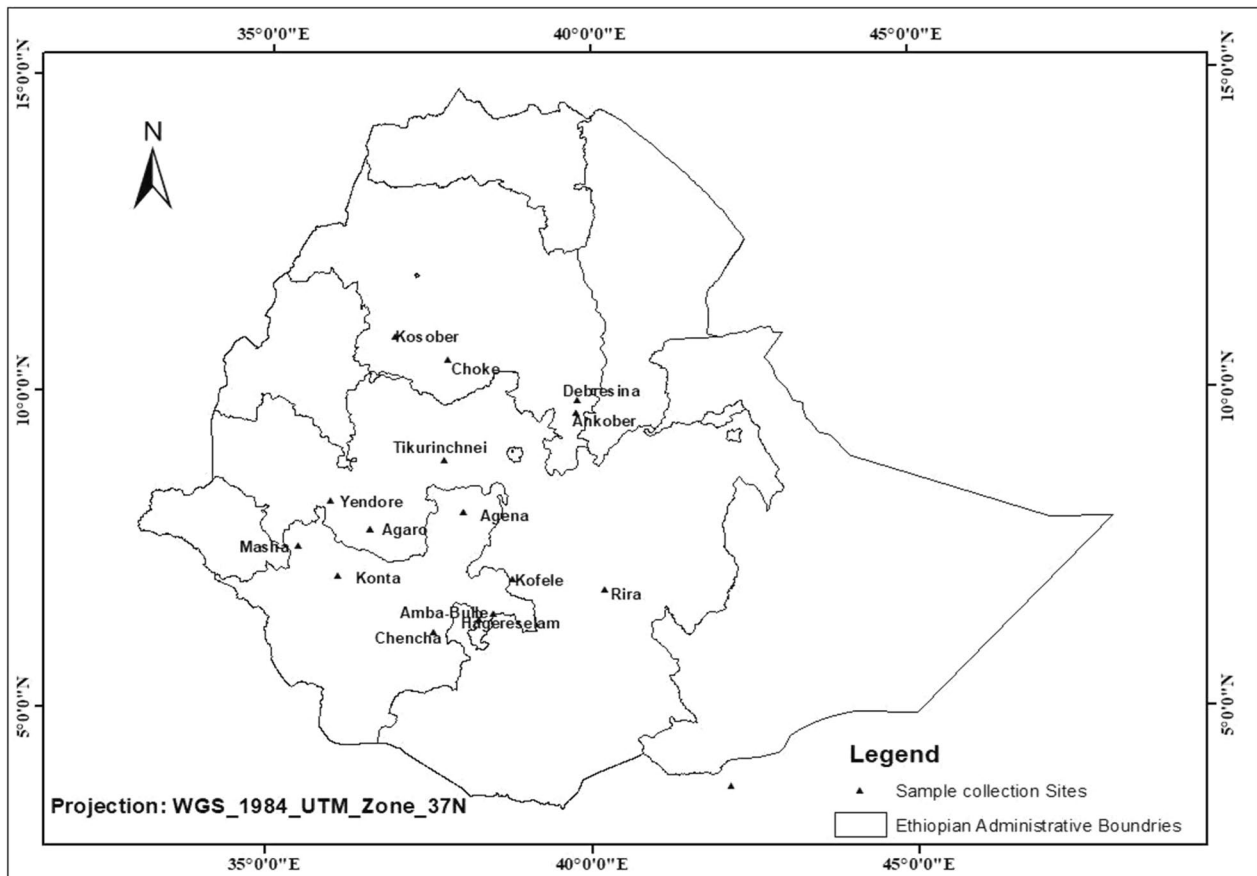 35°0'0"E 40°0'0"E 45°0'0"E
15°0'0"N
15°0'0"N
N
Kosober
Choke
Debresina
10°0'0"N
10°0'0"N
Ankober
Tikurinchnei
Yendore
Agena
Agaro
Masha
Konta
Kofele
Rira
Amba-Bulle
Hagereselam
Chencha
5°0'0"N
5°0'0"N
Legend
Sample collection Sites
Projection: WGS_1984_UTM_Zone_37N
Ethiopian Administrative Boundries
35°0'0"E 40°0'0"E 45°0'0"E